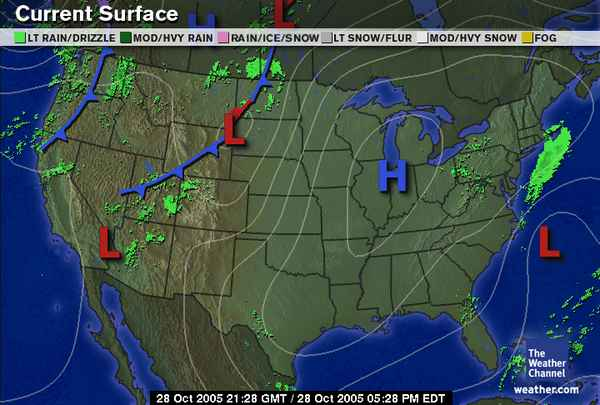 Current Surface
LT RAIN/DRIZZLE MOD/HVY RAIN RAIN/ICE/SNOW LT SNOW/FLUR MOD/HVY SNOW FOG
L
H
L
H
L
L
The
Weather
Channel
weather.com
28 Oct 2005 21:28 GMT / 28 Oct 2005 05:28 PM EDT